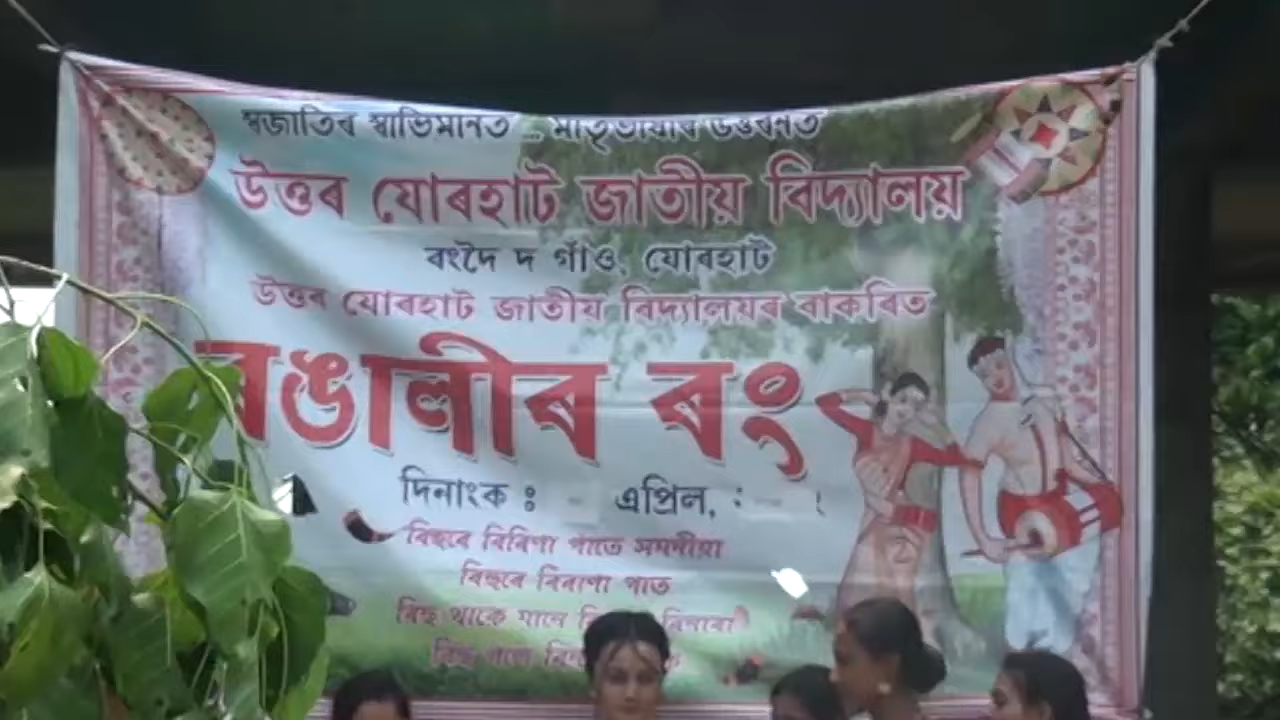 স্বজাতিৰ স্বাভিমানত - মাতৃভাষাৰ উত্তৰণত
উত্তৰ যোৰহাট জাতীয় বিদ্যালয়
ৰংদৈ দ গাঁও, যোৰহাট
উত্তৰ যোৰহাট জাতীয় বিদ্যালয়ৰ বাকৰিত
ৰঙালীৰ ৰং
দিনাংক : এপ্ৰিল,
বিহুৰে বিৰিণা পাতে সমনীয়া
বিহুৰে বিৰিণা পাত
বিহু থাকে মানে
বিহু